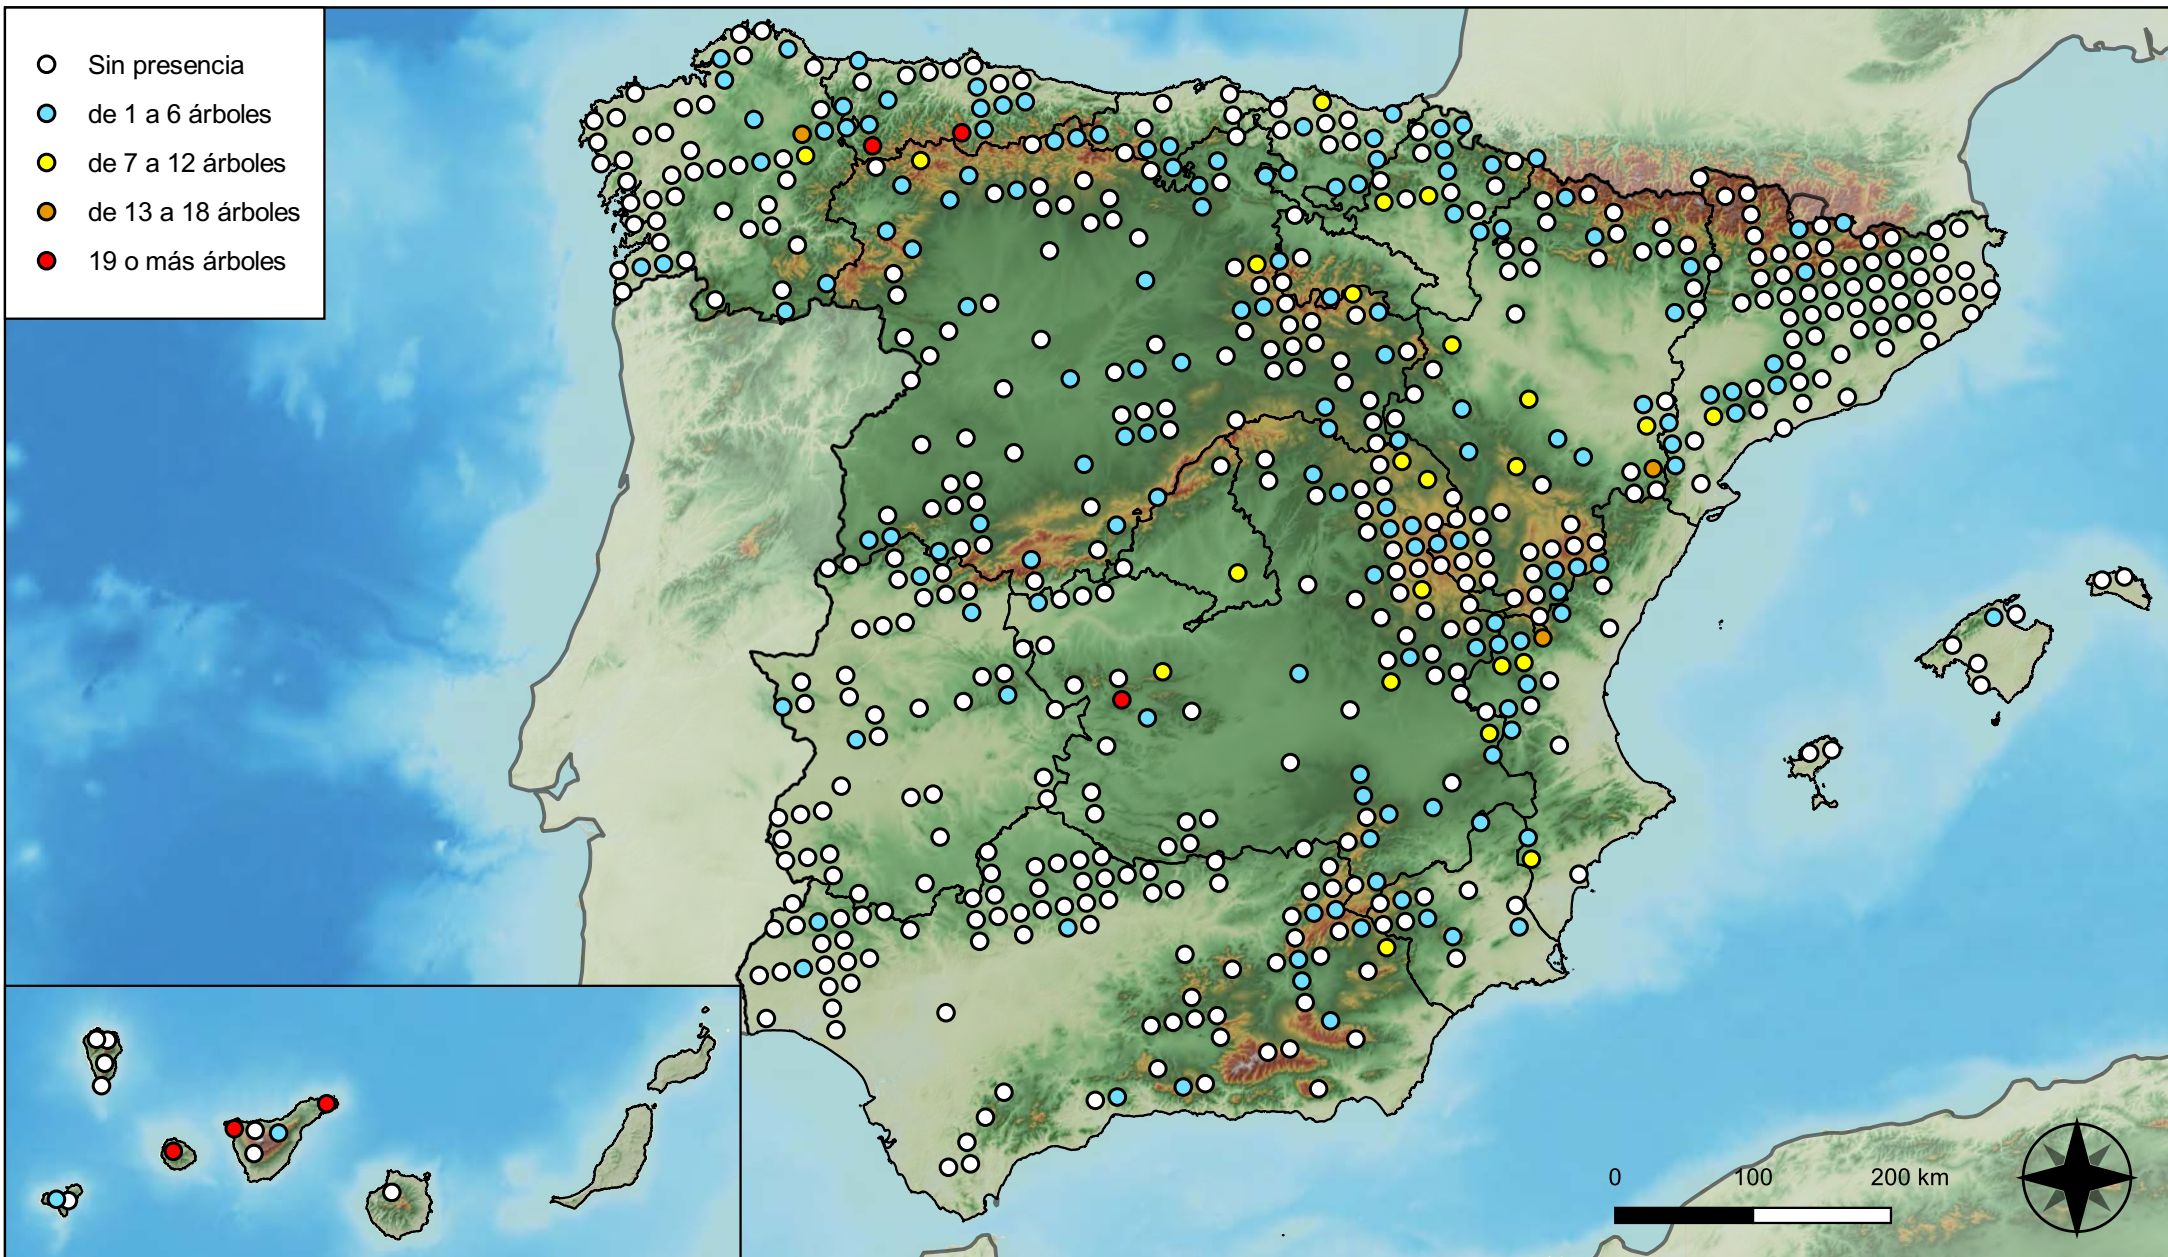 Sin presencia
de 1 a 6 árboles
de 7 a 12 árboles
de 13 a 18 árboles
19 o más árboles
0 100 200 km